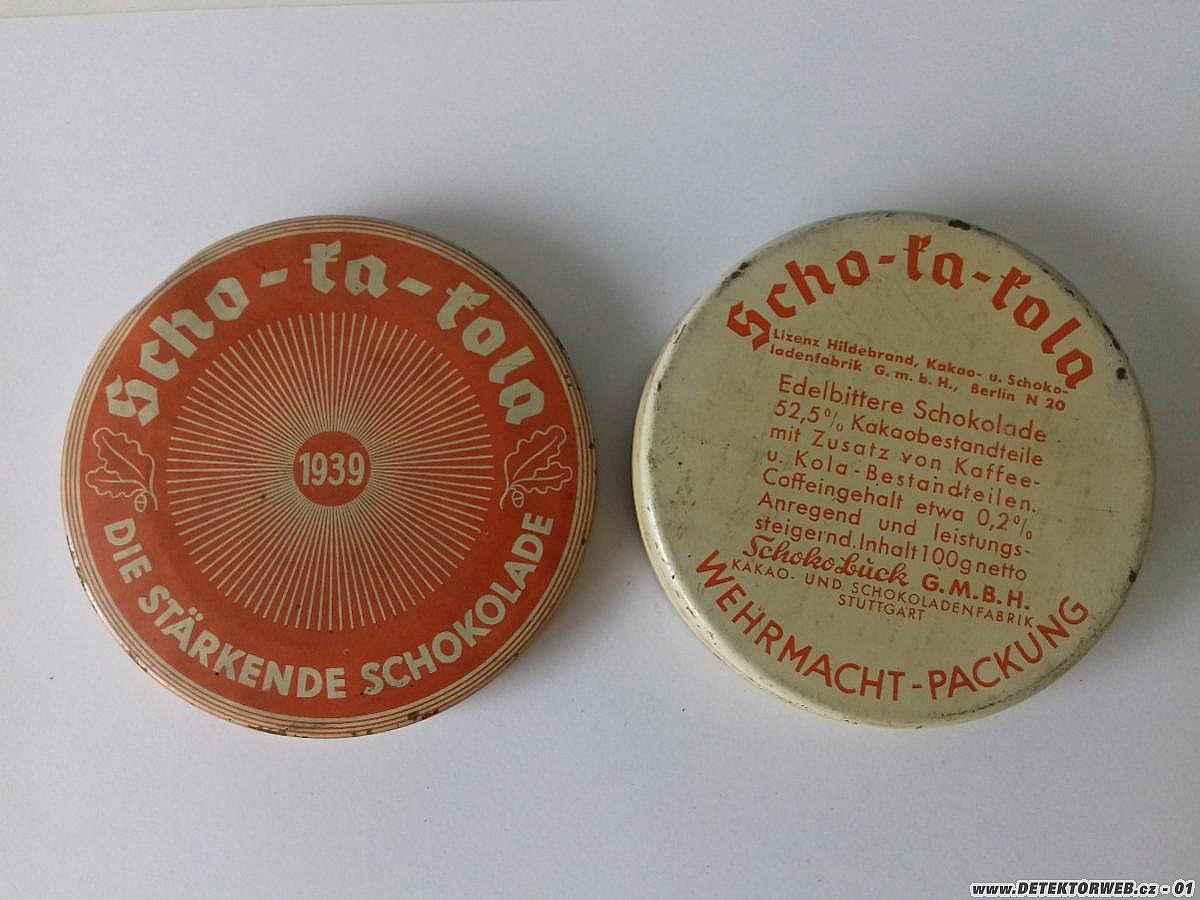 Scho-ka-kola
1939
DIE STÄRKENDE SCHOKOLADE
Scho-ka-kola
Lizenz Hildebrand, Kakao- u. Schoko-
ladenfabrik G. m. b. H., Berlin N 20
Edelbittere Schokolade
52,5% Kakaobestandteile
mit Zusatz von Kaffee-
u. Kola-Bestandteilen.
Coffeingehalt etwa 0,2%
Anregend und leistungs-
steigernd. Inhalt 100g netto
Schoko-Buck G.M.B.H.
KAKAO- UND SCHOKOLADENFABRIK
STUTTGART
WEHRMACHT-PACKUNG
www.DETEKTORWEB.cz - 01